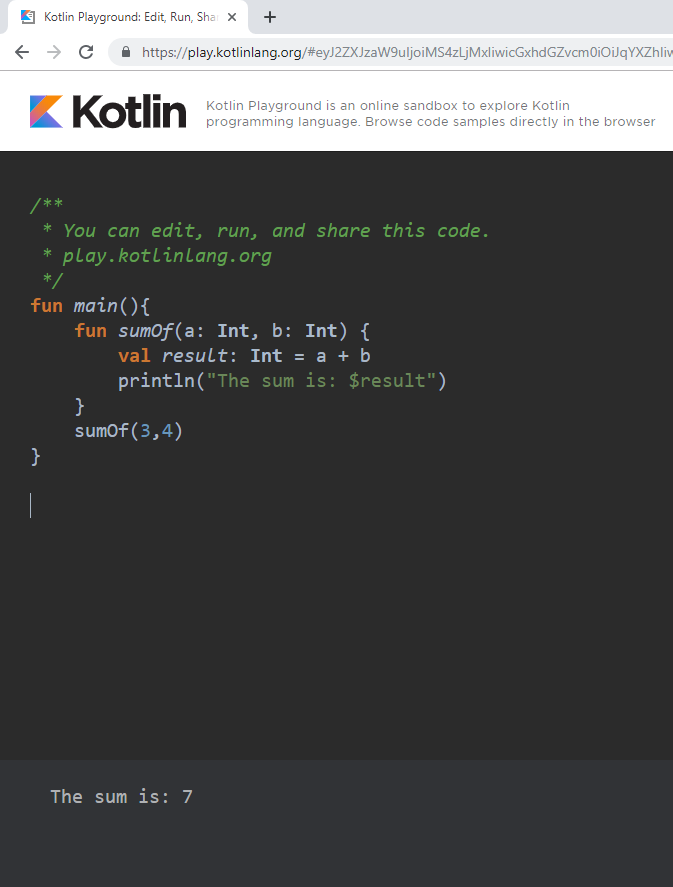 Kotlin Playground: Edit, Run, Sha
https://play.kotlinlang.org/#eyJ2ZXJzaW9uIjoiMS4zLjMxIiwicGxhdGZvcm0iOiJqYXZhIiw
Kotlin
Kotlin Playground is an online sandbox to explore Kotlin
programming language. Browse code samples directly in the browser
/**
 * You can edit, run, and share this code.
 * play.kotlinlang.org
 */
fun main(){
    fun sumOf(a: Int, b: Int) {
        val result: Int = a + b
        println("The sum is: $result")
    }
    sumOf(3,4)
}
The sum is: 7